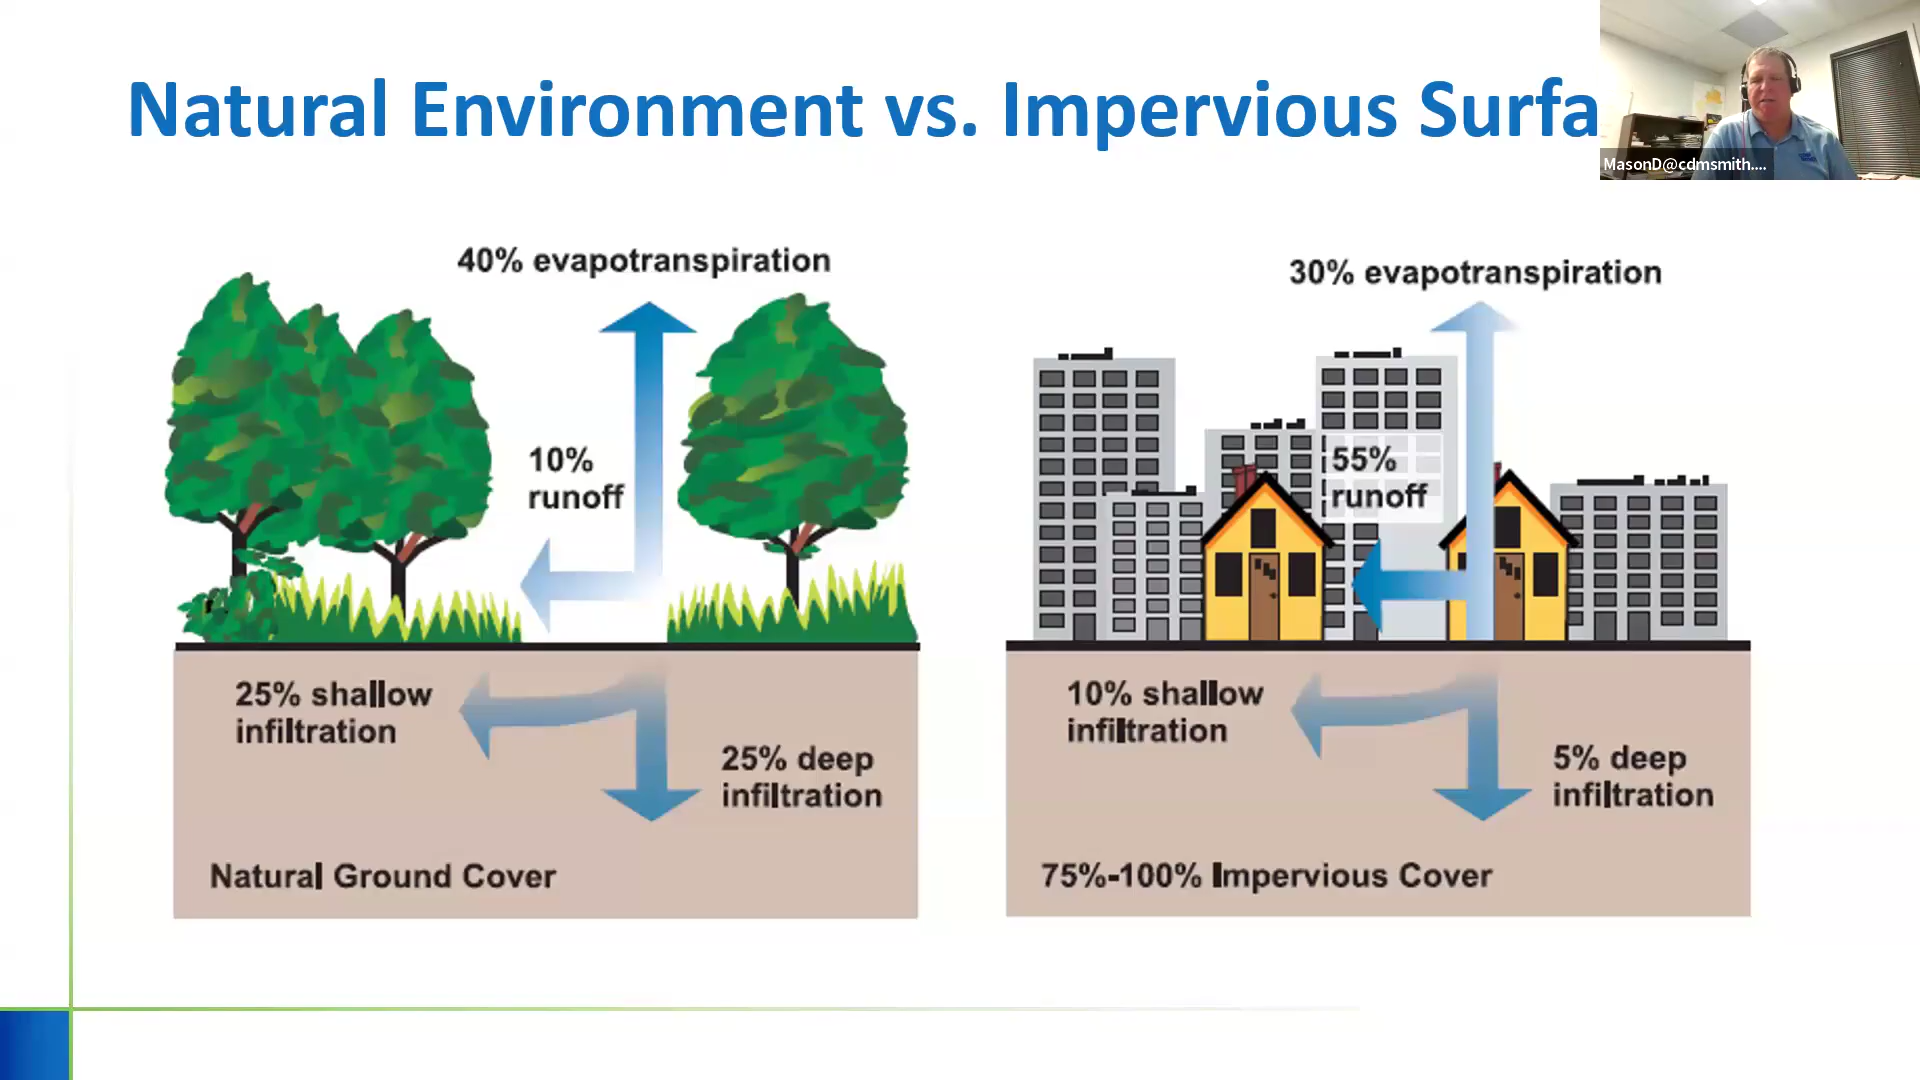 Natural Environment vs. Impervious Surfa
MasonD@cdmsmith....
40% evapotranspiration
10%
runoff
25% shallow
infiltration
25% deep
infiltration
Natural Ground Cover
30% evapotranspiration
55%
runoff
10% shallow
infiltration
5% deep
infiltration
75%-100% Impervious Cover